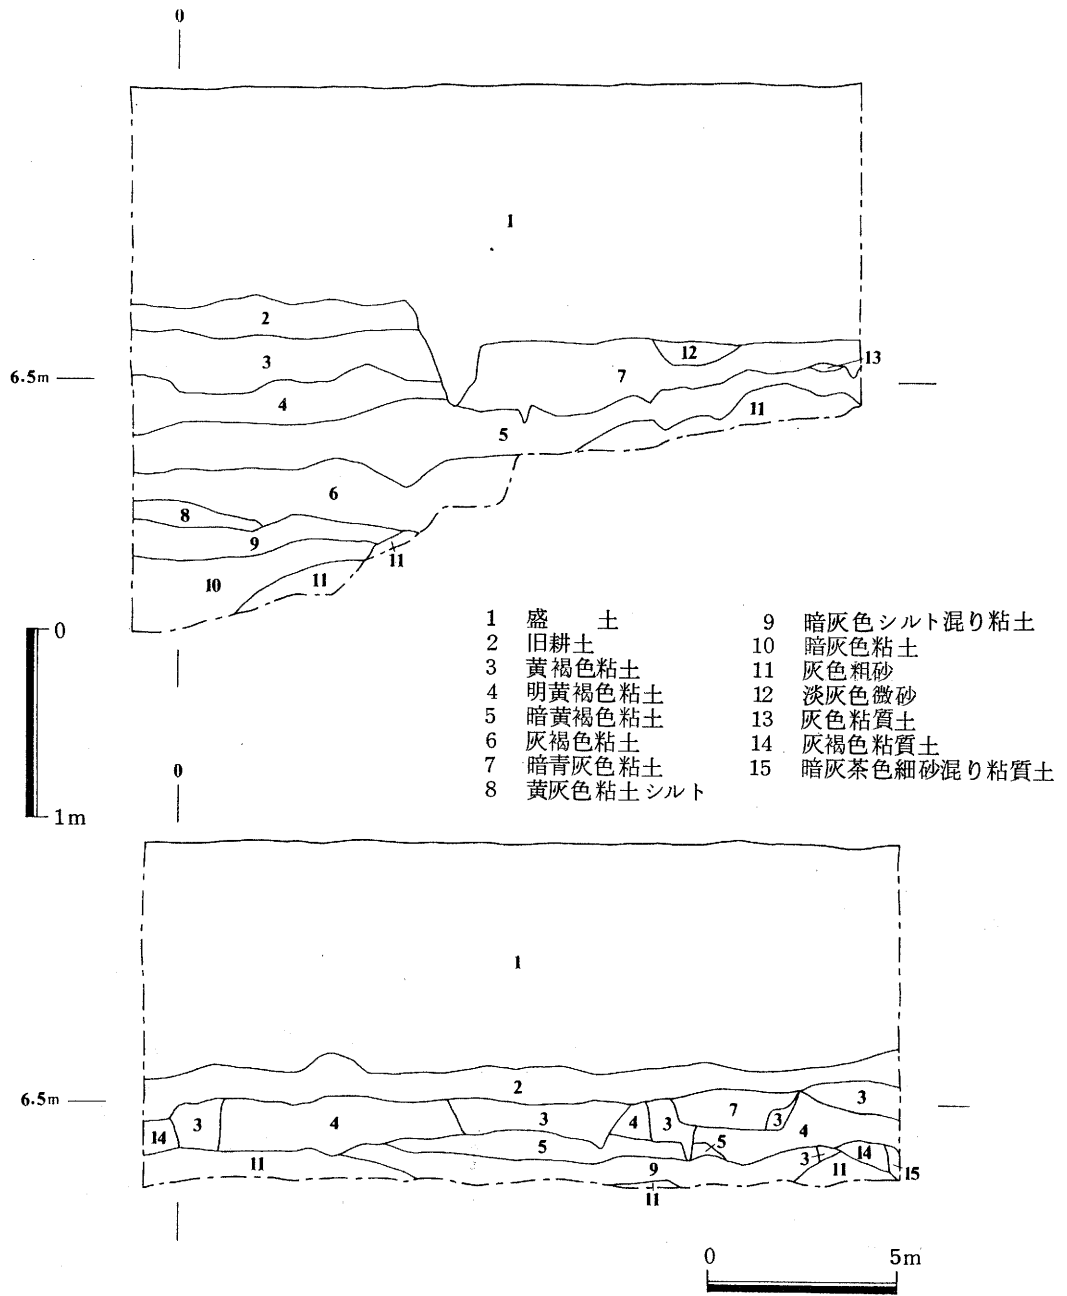 0
1
2
12
13
3
6.5m
7
4
11
5
6
8
9
11
10
11
1 盛 土
2 旧耕土
3 黄褐色粘土
4 明黄褐色粘土
5 暗黄褐色粘土
6 灰褐色粘土
7 暗青灰色粘土
8 黄灰色粘土シルト
9 暗灰色シルト混り粘土
10 暗灰色粘土
11 灰色粗砂
12 淡灰色微砂
13 灰色粘質土
14 灰褐色粘質土
15 暗灰茶色細砂混り粘質土
0
1m
0
1
2
6.5m
3
7
3
4
3
4
3
3
4
14
5
5
3
14
11
9
11
15
11
0 5m